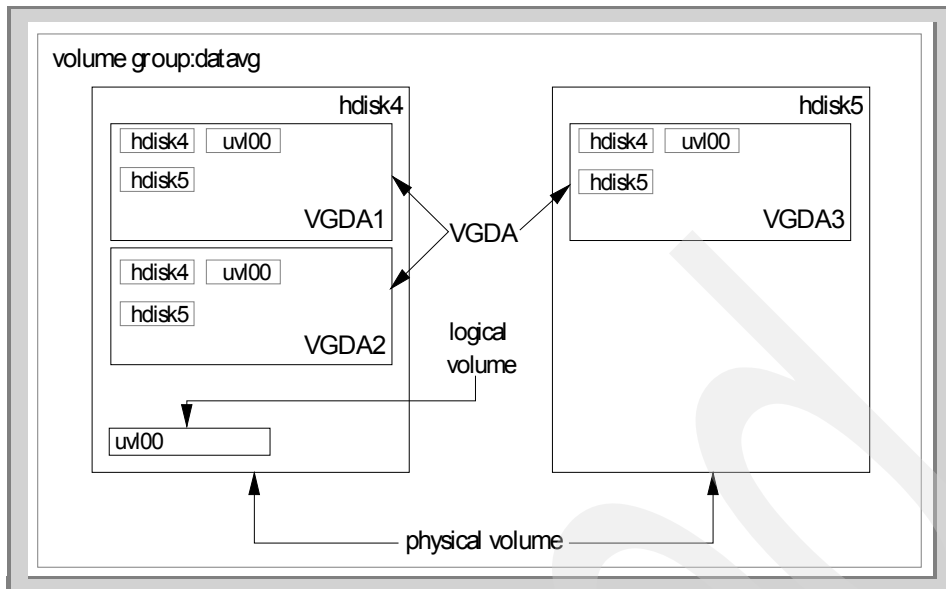 volume group:datavg
hdisk4
hdisk4 uvl00
hdisk5
VGDA1
hdisk4 uvl00
hdisk5
VGDA2
uvl00
VGDA
logical
volume
hdisk5
hdisk4 uvl00
hdisk5
VGDA3
physical volume